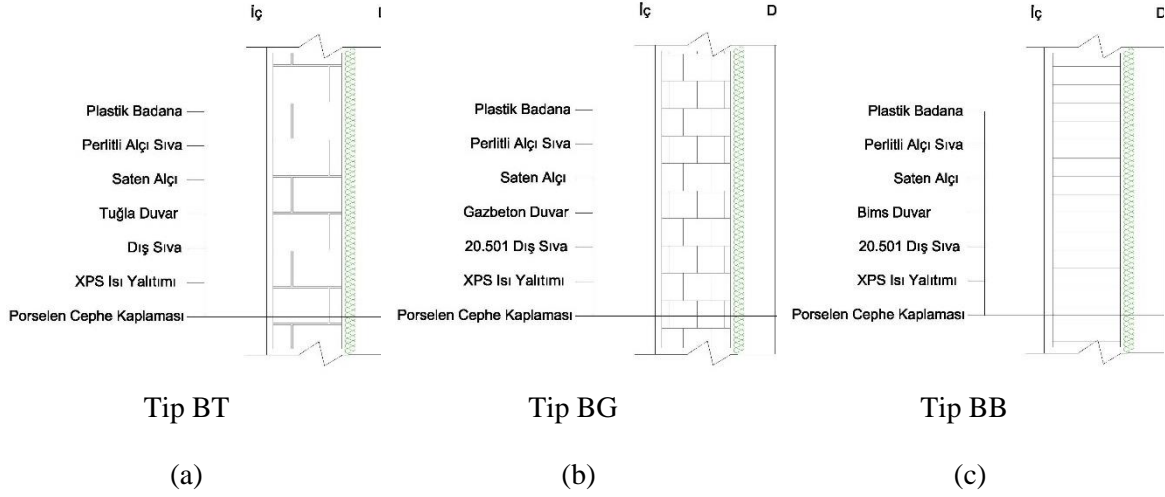 İç
Plastik Badana
Perlitli Alçı Sıva
Saten Alçı
Tuğla Duvar
Dış Sıva
XPS Isı Yalıtımı
Porselen Cephe Kaplaması
Tip BT
(a)
İç D
Plastik Badana
Perlitli Alçı Sıva
Saten Alçı
Gazbeton Duvar
20.501 Dış Sıva
XPS Isı Yalıtımı
Porselen Cephe Kaplaması
Tip BG
(b)
İç D
Plastik Badana
Perlitli Alçı Sıva
Saten Alçı
Bims Duvar
20.501 Dış Sıva
XPS Isı Yalıtımı
Porselen Cephe Kaplaması
Tip BB
(c)